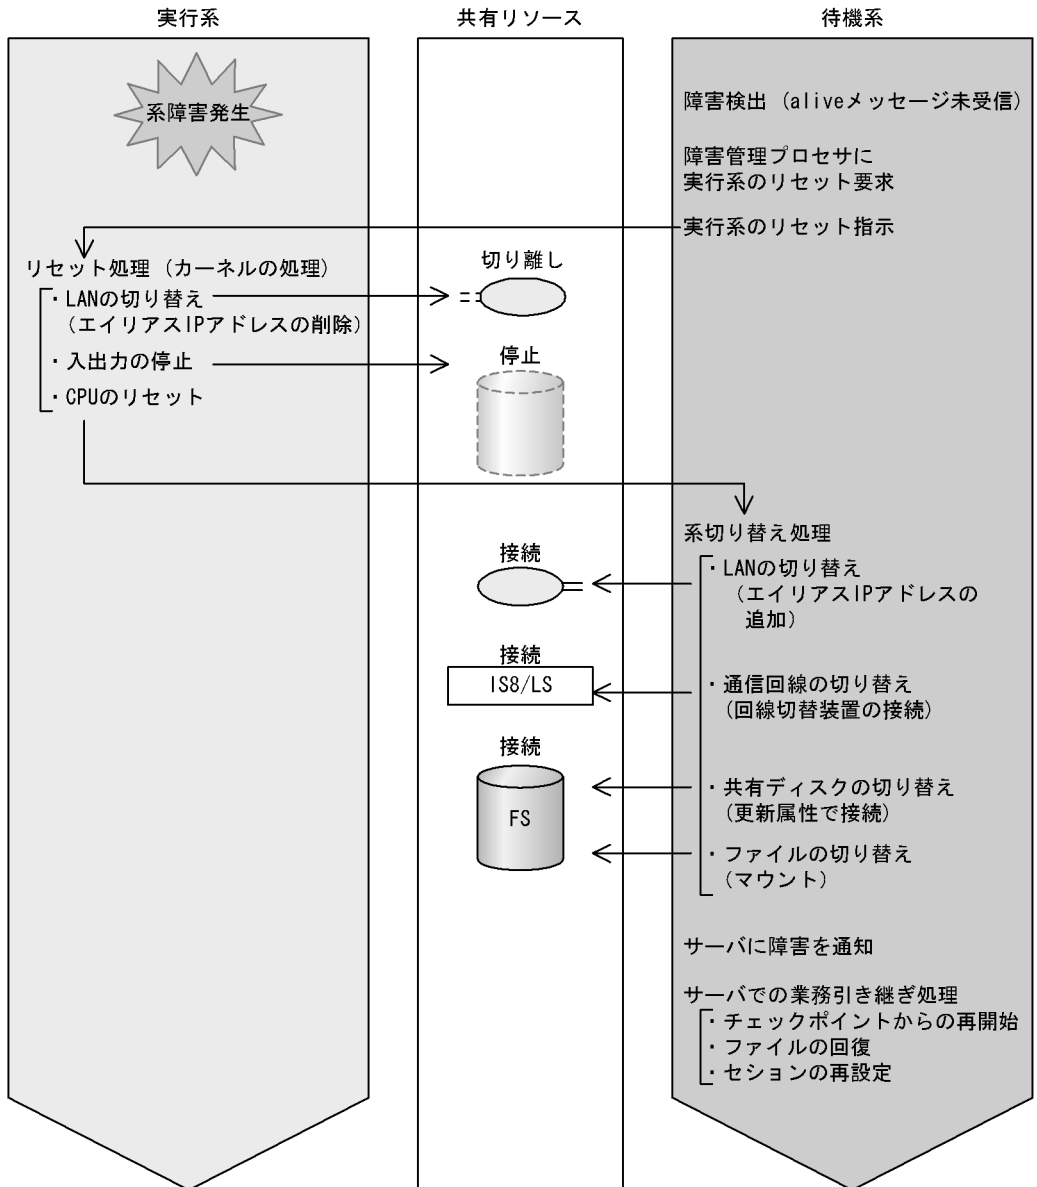 実行系
共有リソース
待機系
系障害発生
障害検出（aliveメッセージ未受信）
障害管理プロセサに
実行系のリセット要求
実行系のリセット指示
リセット処理（カーネルの処理）
・LANの切り替え
（エイリアスIPアドレスの削除）
・入出力の停止
・CPUのリセット
切り離し
停止
系切り替え処理
・LANの切り替え
（エイリアスIPアドレスの
追加）
接続
・通信回線の切り替え
（回線切替装置の接続）
接続
IS8/LS
・共有ディスクの切り替え
（更新属性で接続）
接続
FS
・ファイルの切り替え
（マウント）
サーバに障害を通知
サーバでの業務引き継ぎ処理
・チェックポイントからの再開始
・ファイルの回復
・セションの再設定